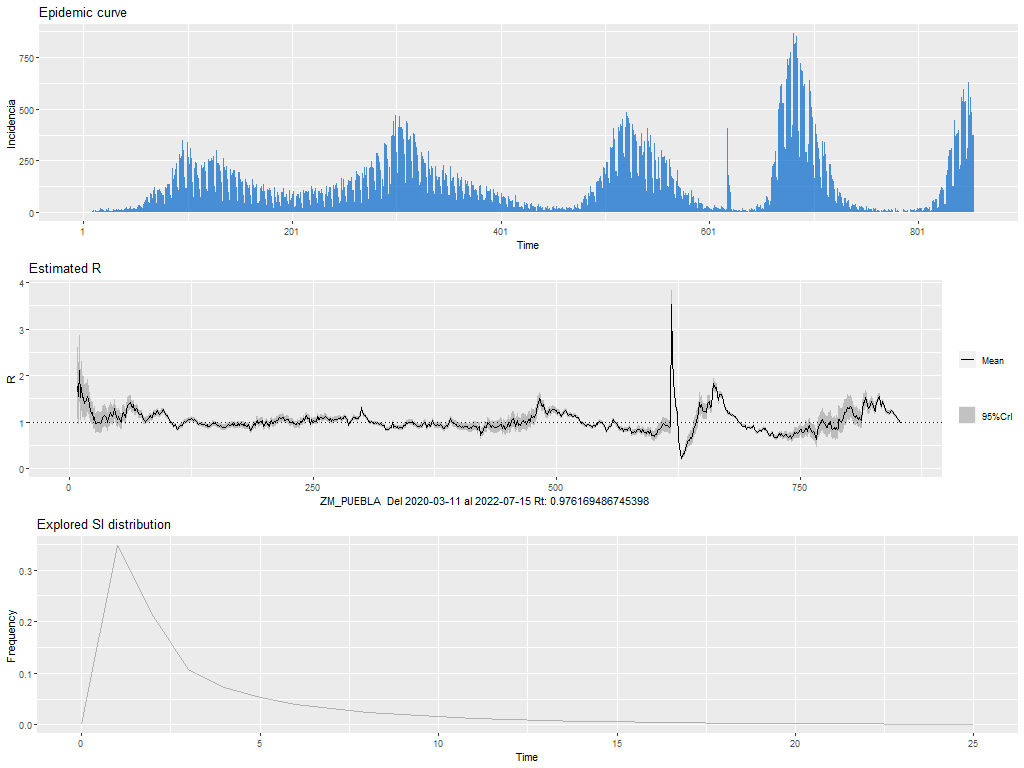 Epidemic curve
750
500
250
0
Incidencia
1 201 401 601 801
Time
Estimated R
4
3
2
1
0
R
0 250 500 750
ZM_PUEBLA Del 2020-03-11 al 2022-07-15 Rt: 0.976169486745398
Mean
95%CrI
Explored SI distribution
0.3
0.2
0.1
0.0
Frequency
0 5 10 15 20 25
Time